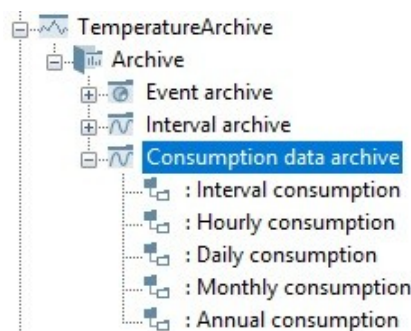 TemperatureArchive
Archive
Event archive
Interval archive
Consumption data archive
: Interval consumption
: Hourly consumption
: Daily consumption
: Monthly consumption
: Annual consumption